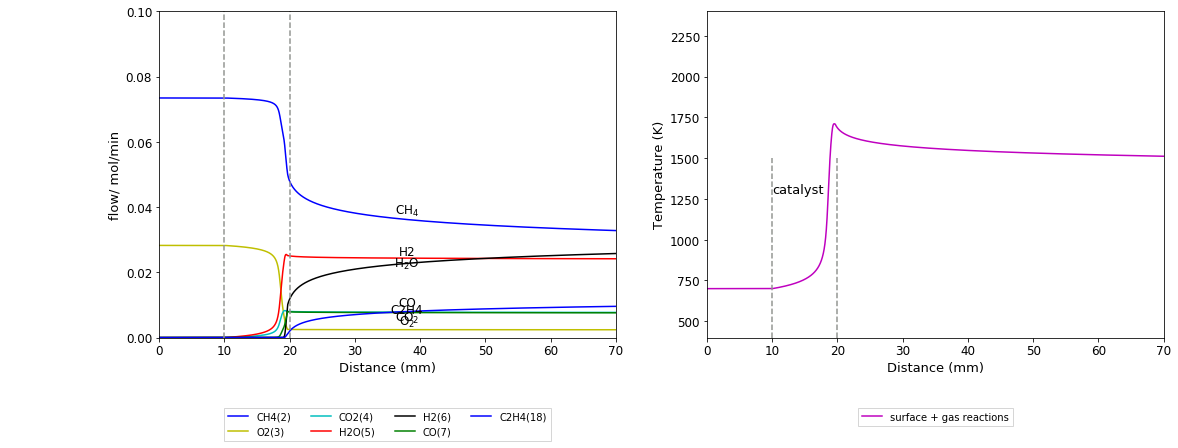 0.10
0.08
0.06
0.04
0.02
0.00
flow/ mol/min
CH₄
H2
H₂O
CO
C2H4
CO₂
O₂
0 10 20 30 40 50 60 70
Distance (mm)
CH4(2) CO2(4) H2(6) C2H4(18)
O2(3) H2O(5) CO(7)
2250
2000
1750
1500
1250
1000
750
500
Temperature (K)
catalyst
0 10 20 30 40 50 60 70
Distance (mm)
surface + gas reactions